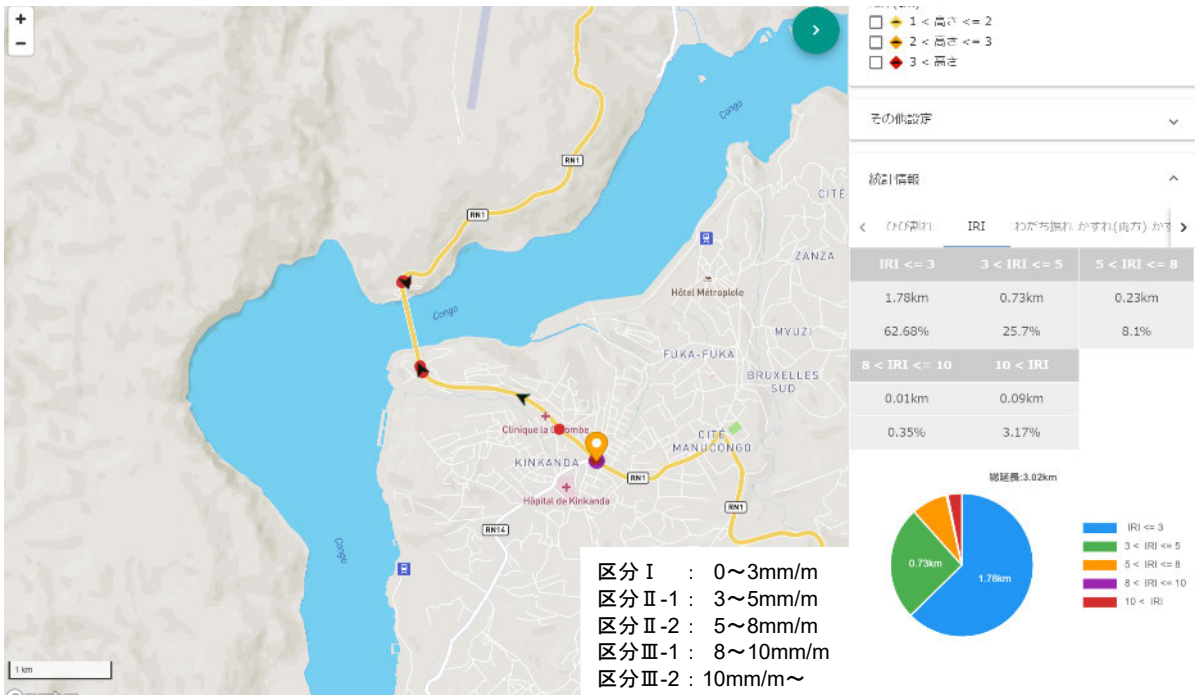 +
−
1 < 高さ <= 2
2 < 高さ <= 3
3 < 高さ
その他設定
統計情報
ひび割れ
IRI
わだち掘れ
かすれ(両方)
IRI <= 3
3 < IRI <= 5
5 < IRI <= 8
1.78km
0.73km
0.23km
62.68%
25.7%
8.1%
8 < IRI <= 10
10 < IRI
0.01km
0.09km
0.35%
3.17%
総延長:3.02km
0.73km
1.78km
IRI <= 3
3 < IRI <= 5
5 < IRI <= 8
8 < IRI <= 10
10 < IRI
Congo
RN1
CITÉ
RN1
ZANZA
Hôtel Métroplole
Congo
MVUZI
FUKA-FUKA
BRUXELLES
SUD
Clinique la
CITÉ
MANUCONGO
KINKANDA
RN1
Hôpital de Kinkanda
RN1
RN14
Congo
1 km
区分Ⅰ : 0～3mm/m
区分Ⅱ-1 : 3～5mm/m
区分Ⅱ-2 : 5～8mm/m
区分Ⅲ-1 : 8～10mm/m
区分Ⅲ-2 : 10mm/m～